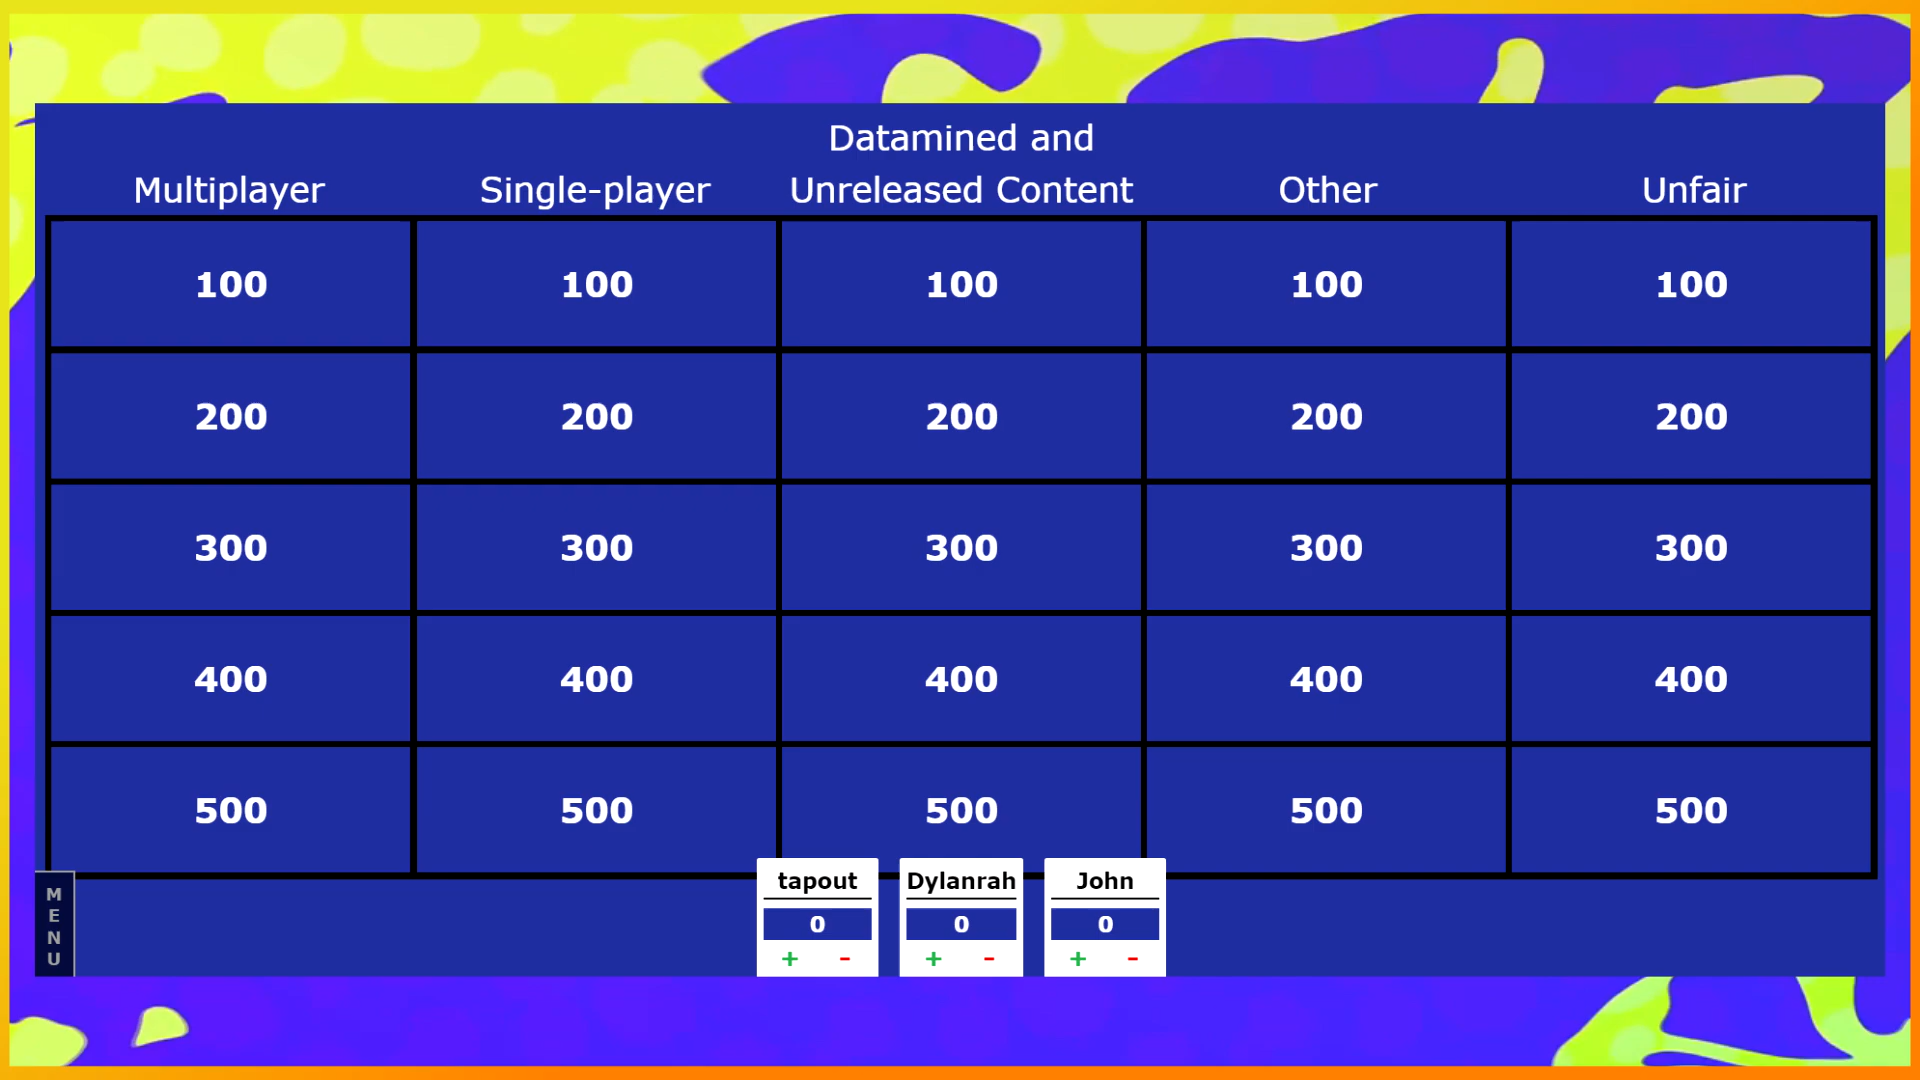 Datamined and
Multiplayer Single-player Unreleased Content Other Unfair
100 100 100 100 100
200 200 200 200 200
300 300 300 300 300
400 400 400 400 400
500 500 500 500 500
MENU
tapout Dylanrah John
0 0 0
+ - + - + -